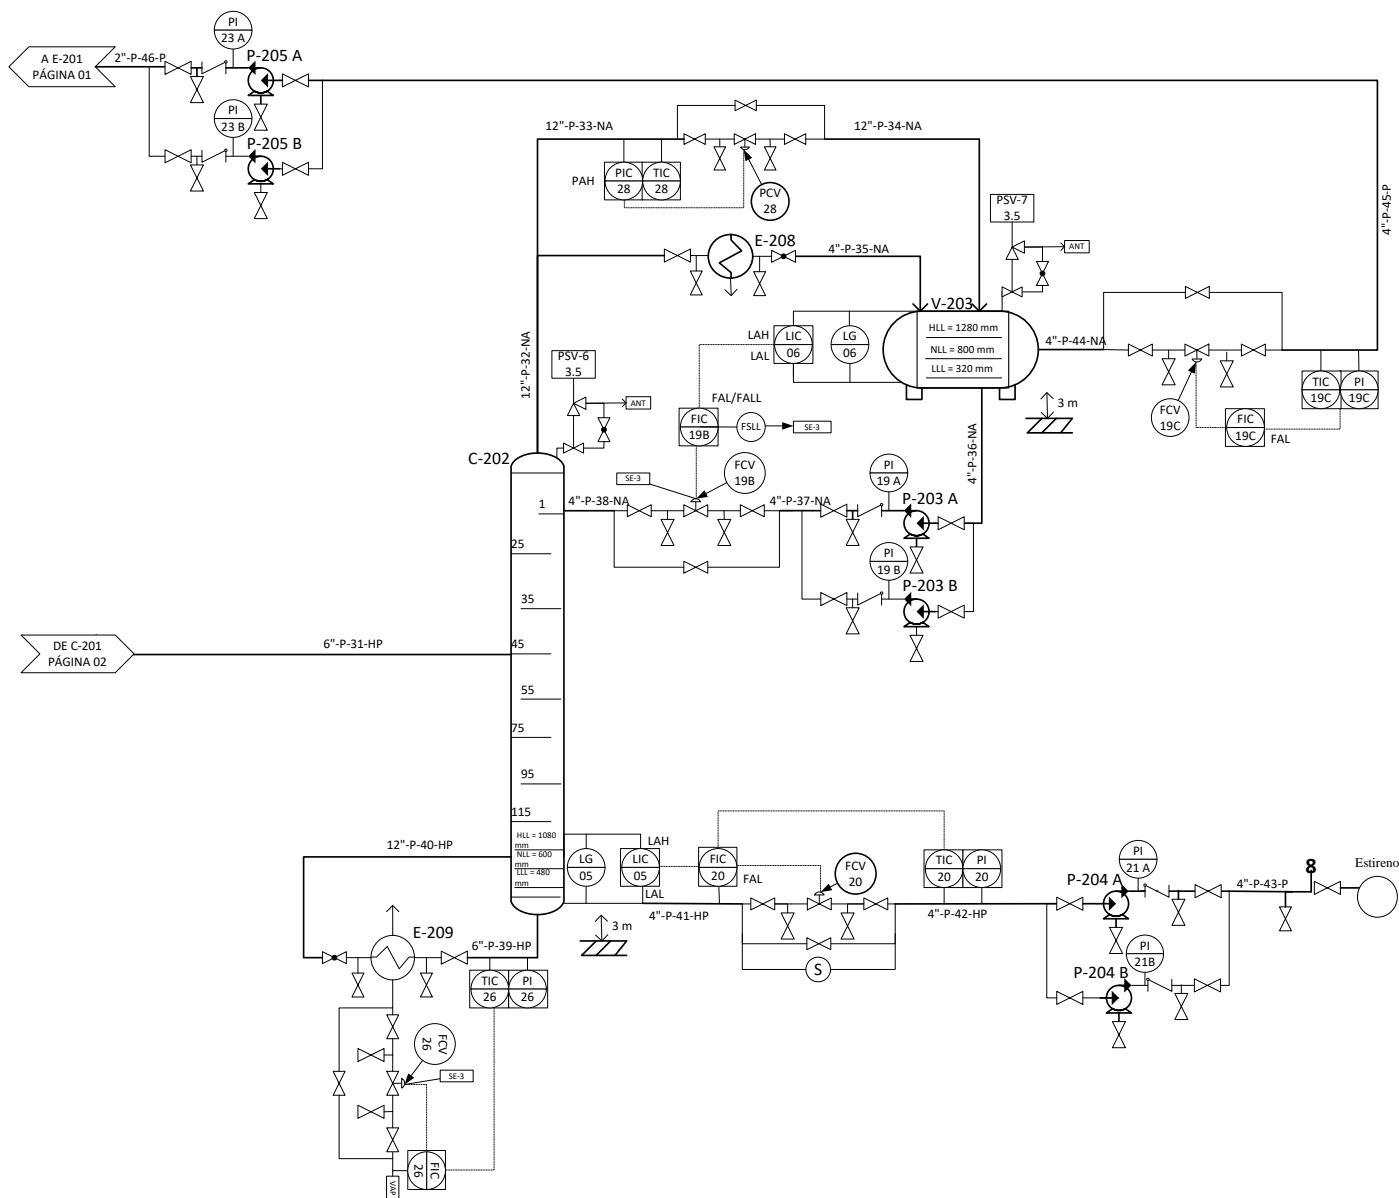 PI
23 A
P-205 A
2"-P-46-P
A E-201
PÁGINA 01
PI
23 B
P-205 B
12"-P-33-NA
12"-P-34-NA
PAH
PIC
28
TIC
28
PCV
28
PSV-7
3.5
ANT
4"-P-45-P
E-208
4"-P-35-NA
V-203
HLL = 1280 mm
NLL = 800 mm
LLL = 320 mm
LAH
LAL
LIC
06
LG
06
4"-P-44-NA
TIC
19C
PI
19C
FCV
19C
FIC
19C
FAL
3 m
12"-P-32-NA
PSV-6
3.5
ANT
FAL/FALL
FIC
19B
FSLL
SE-3
4"-P-36-NA
C-202
SE-3
FCV
19B
PI
19 A
P-203 A
1
4"-P-38-NA
4"-P-37-NA
25
PI
19 B
P-203 B
35
DE C-201
PÁGINA 02
6"-P-31-HP
45
55
75
95
115
HLL = 1080
mm
NLL = 600
mm
LLL = 480
mm
12"-P-40-HP
LG
05
LIC
05
LAH
LAL
FIC
20
FAL
FCV
20
TIC
20
PI
20
4"-P-41-HP
4"-P-42-HP
S
3 m
PI
21 A
P-204 A
4"-P-43-P
8
Estireno
PI
21B
P-204 B
E-209
6"-P-39-HP
TIC
26
PI
26
FCV
26
SE-3
FIC
26
VAP